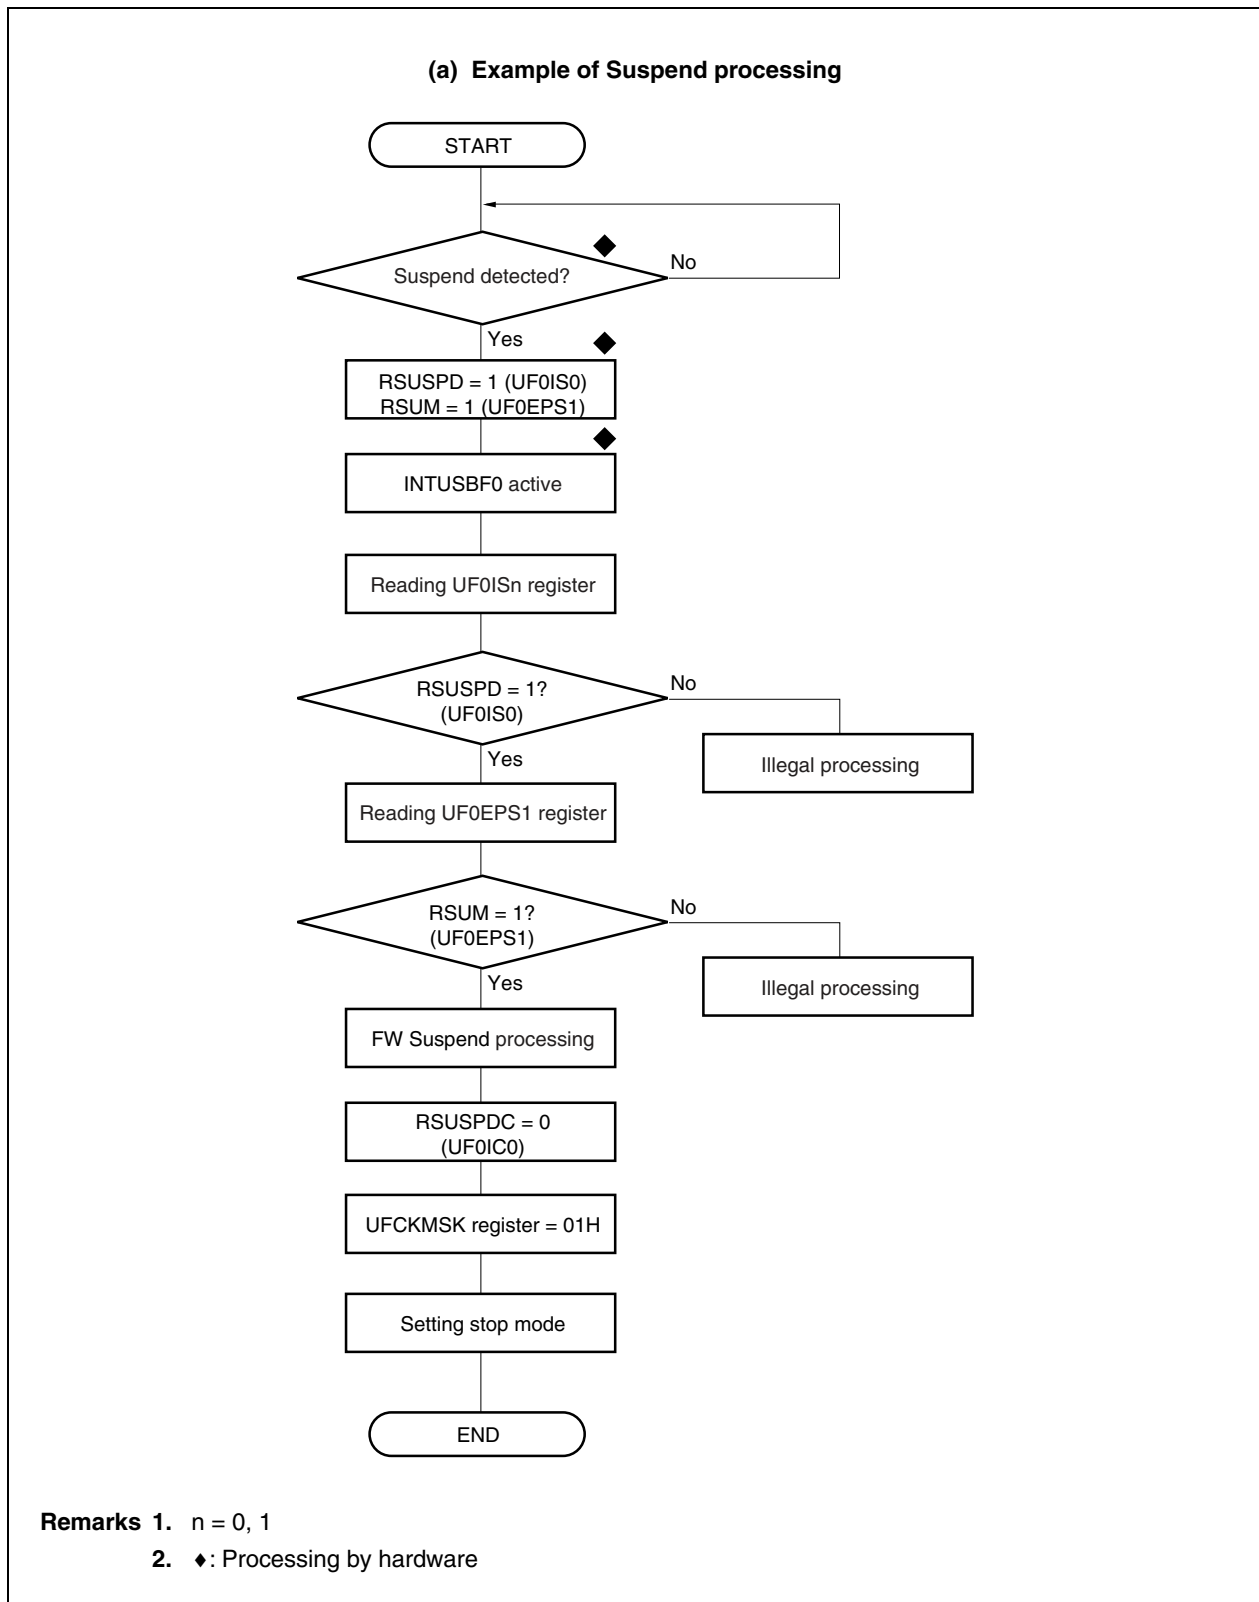 (a) Example of Suspend processing
START
Suspend detected?
No
Yes
RSUSPD = 1 (UF0IS0)
RSUM = 1 (UF0EPS1)
INTUSBF0 active
Reading UF0ISn register
RSUSPD = 1?
(UF0IS0)
No
Yes
Illegal processing
Reading UF0EPS1 register
RSUM = 1?
(UF0EPS1)
No
Yes
Illegal processing
FW Suspend processing
RSUSPDC = 0
(UF0IC0)
UFCKMSK register = 01H
Setting stop mode
END
Remarks 1. n = 0, 1
2. ♦: Processing by hardware